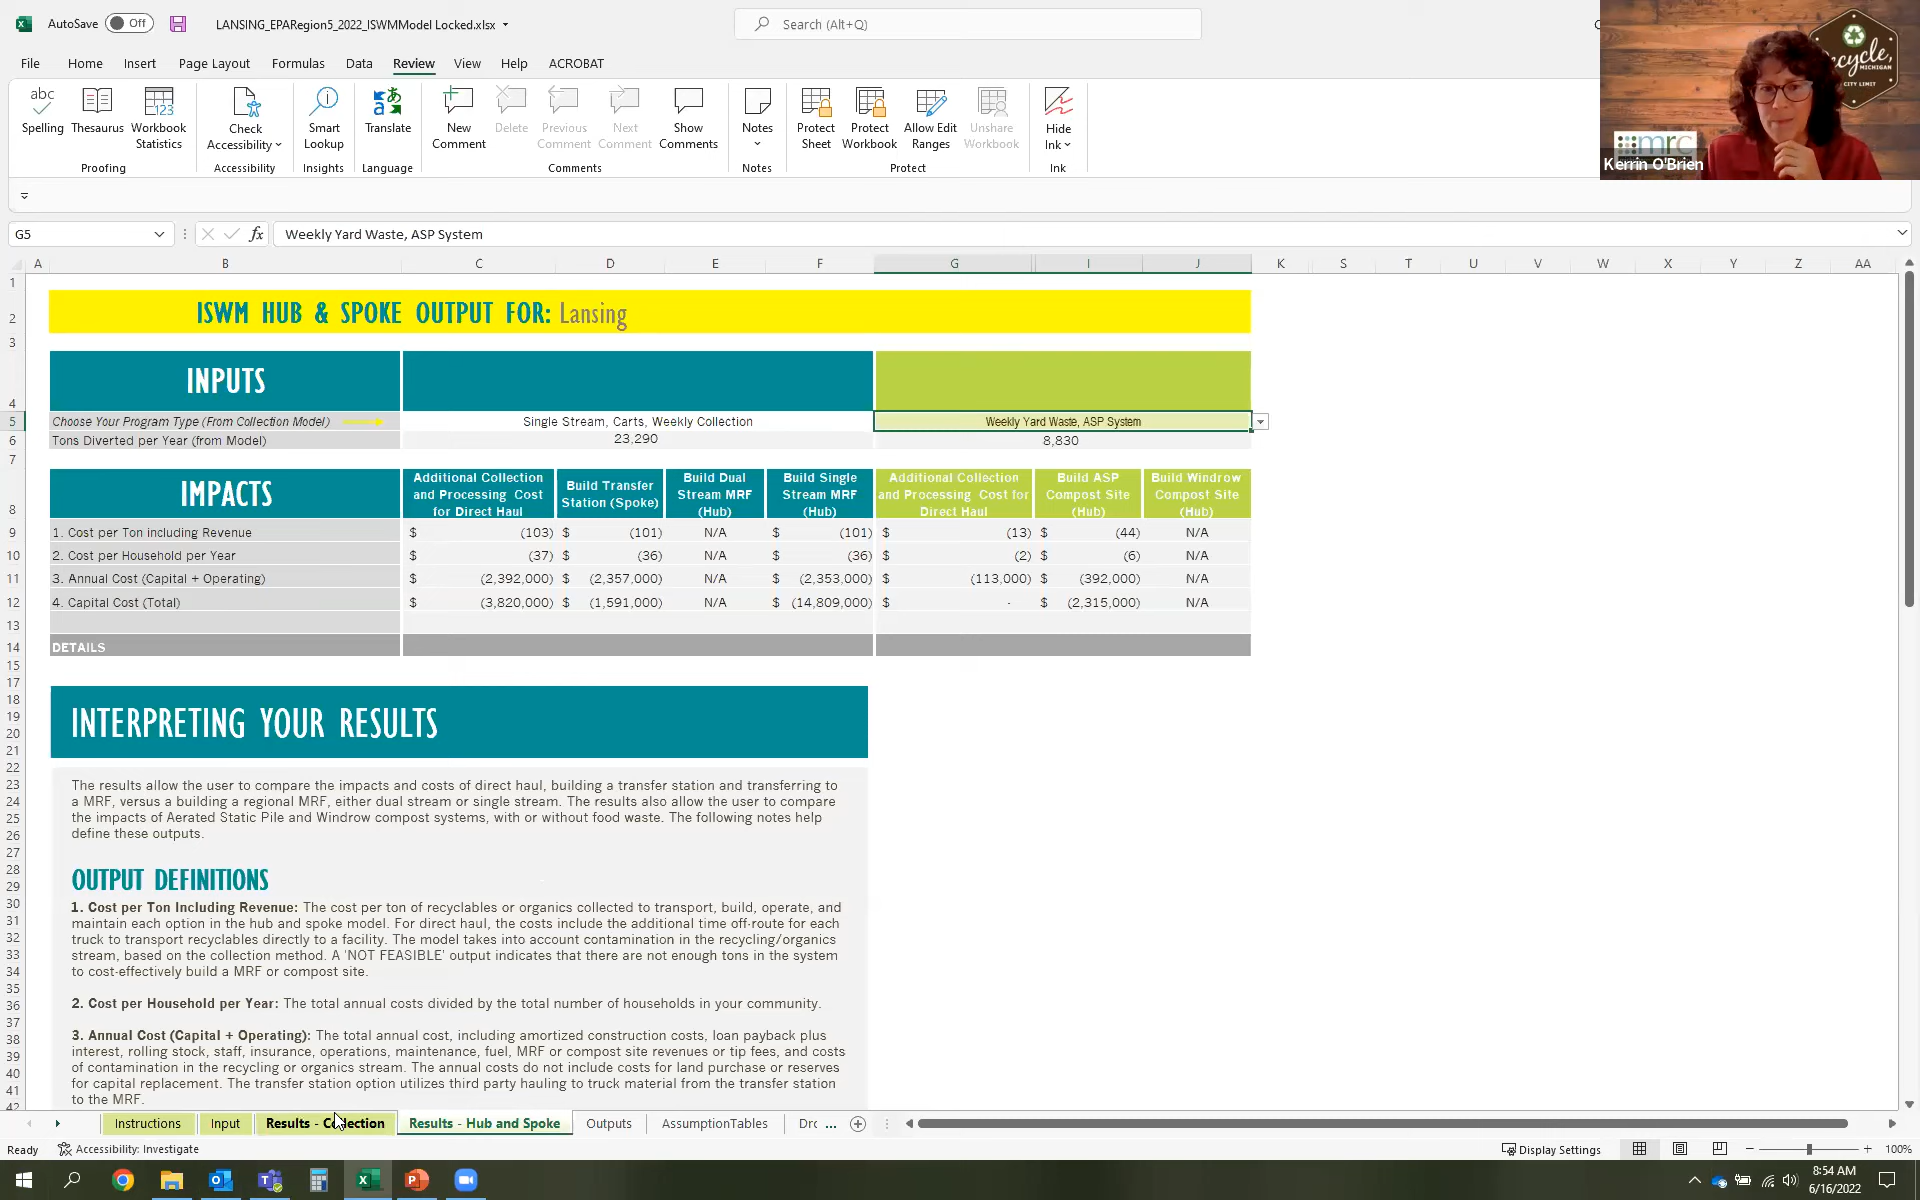 AutoSave Off LANSING_EPARegion5_2022_ISWMModel Locked.xlsx Search (Alt+Q)
File Home Insert Page Layout Formulas Data Review View Help ACROBAT
Spelling Thesaurus Workbook Statistics Check Accessibility Smart Lookup Translate New Comment Delete Previous Comment Next Comment Show Comments Notes Protect Sheet Protect Workbook Allow Edit Ranges Unshare Workbook Hide Ink
Proofing Accessibility Insights Language Comments Notes Protect Ink
MICHIGAN
CITY LIMIT
mrc
Kerrin O'Brien
G5 fx Weekly Yard Waste, ASP System
A B C D E F G I J K S T U V W X Y Z AA
ISWM HUB & SPOKE OUTPUT FOR: Lansing
INPUTS
Choose Your Program Type (From Collection Model) Single Stream, Carts, Weekly Collection Weekly Yard Waste, ASP System
Tons Diverted per Year (from Model) 23,290 8,830
IMPACTS Additional Collection and Processing Cost for Direct Haul Build Transfer Station (Spoke) Build Dual Stream MRF (Hub) Build Single Stream MRF (Hub) Additional Collection and Processing Cost for Direct Haul Build ASP Compost Site (Hub) Build Windrow Compost Site (Hub)
1. Cost per Ton including Revenue $ (103) $ (101) N/A $ (101) $ (13) $ (44) N/A
2. Cost per Household per Year $ (37) $ (36) N/A $ (36) $ (2) $ (6) N/A
3. Annual Cost (Capital + Operating) $ (2,392,000) $ (2,357,000) N/A $ (2,353,000) $ (113,000) $ (392,000) N/A
4. Capital Cost (Total) $ (3,820,000) $ (1,591,000) N/A $ (14,809,000) $ - $ (2,315,000) N/A
DETAILS
INTERPRETING YOUR RESULTS
The results allow the user to compare the impacts and costs of direct haul, building a transfer station and transferring to
a MRF, versus a building a regional MRF, either dual stream or single stream. The results also allow the user to compare
the impacts of Aerated Static Pile and Windrow compost systems, with or without food waste. The following notes help
define these outputs.
OUTPUT DEFINITIONS
1. Cost per Ton Including Revenue: The cost per ton of recyclables or organics collected to transport, build, operate, and
maintain each option in the hub and spoke model. For direct haul, the costs include the additional time off-route for each
truck to transport recyclables directly to a facility. The model takes into account contamination in the recycling/organics
stream, based on the collection method. A 'NOT FEASIBLE' output indicates that there are not enough tons in the system
to cost-effectively build a MRF or compost site.
2. Cost per Household per Year: The total annual costs divided by the total number of households in your community.
3. Annual Cost (Capital + Operating): The total annual cost, including amortized construction costs, loan payback plus
interest, rolling stock, staff, insurance, operations, maintenance, fuel, MRF or compost site revenues or tip fees, and costs
of contamination in the recycling or organics stream. The annual costs do not include costs for land purchase or reserves
for capital replacement. The transfer station option utilizes third party hauling to truck material from the transfer station
to the MRF.
Instructions Input Results - Collection Results - Hub and Spoke Outputs AssumptionTables Drc ...
Ready Accessibility: Investigate Display Settings 100%
8:54 AM
6/16/2022